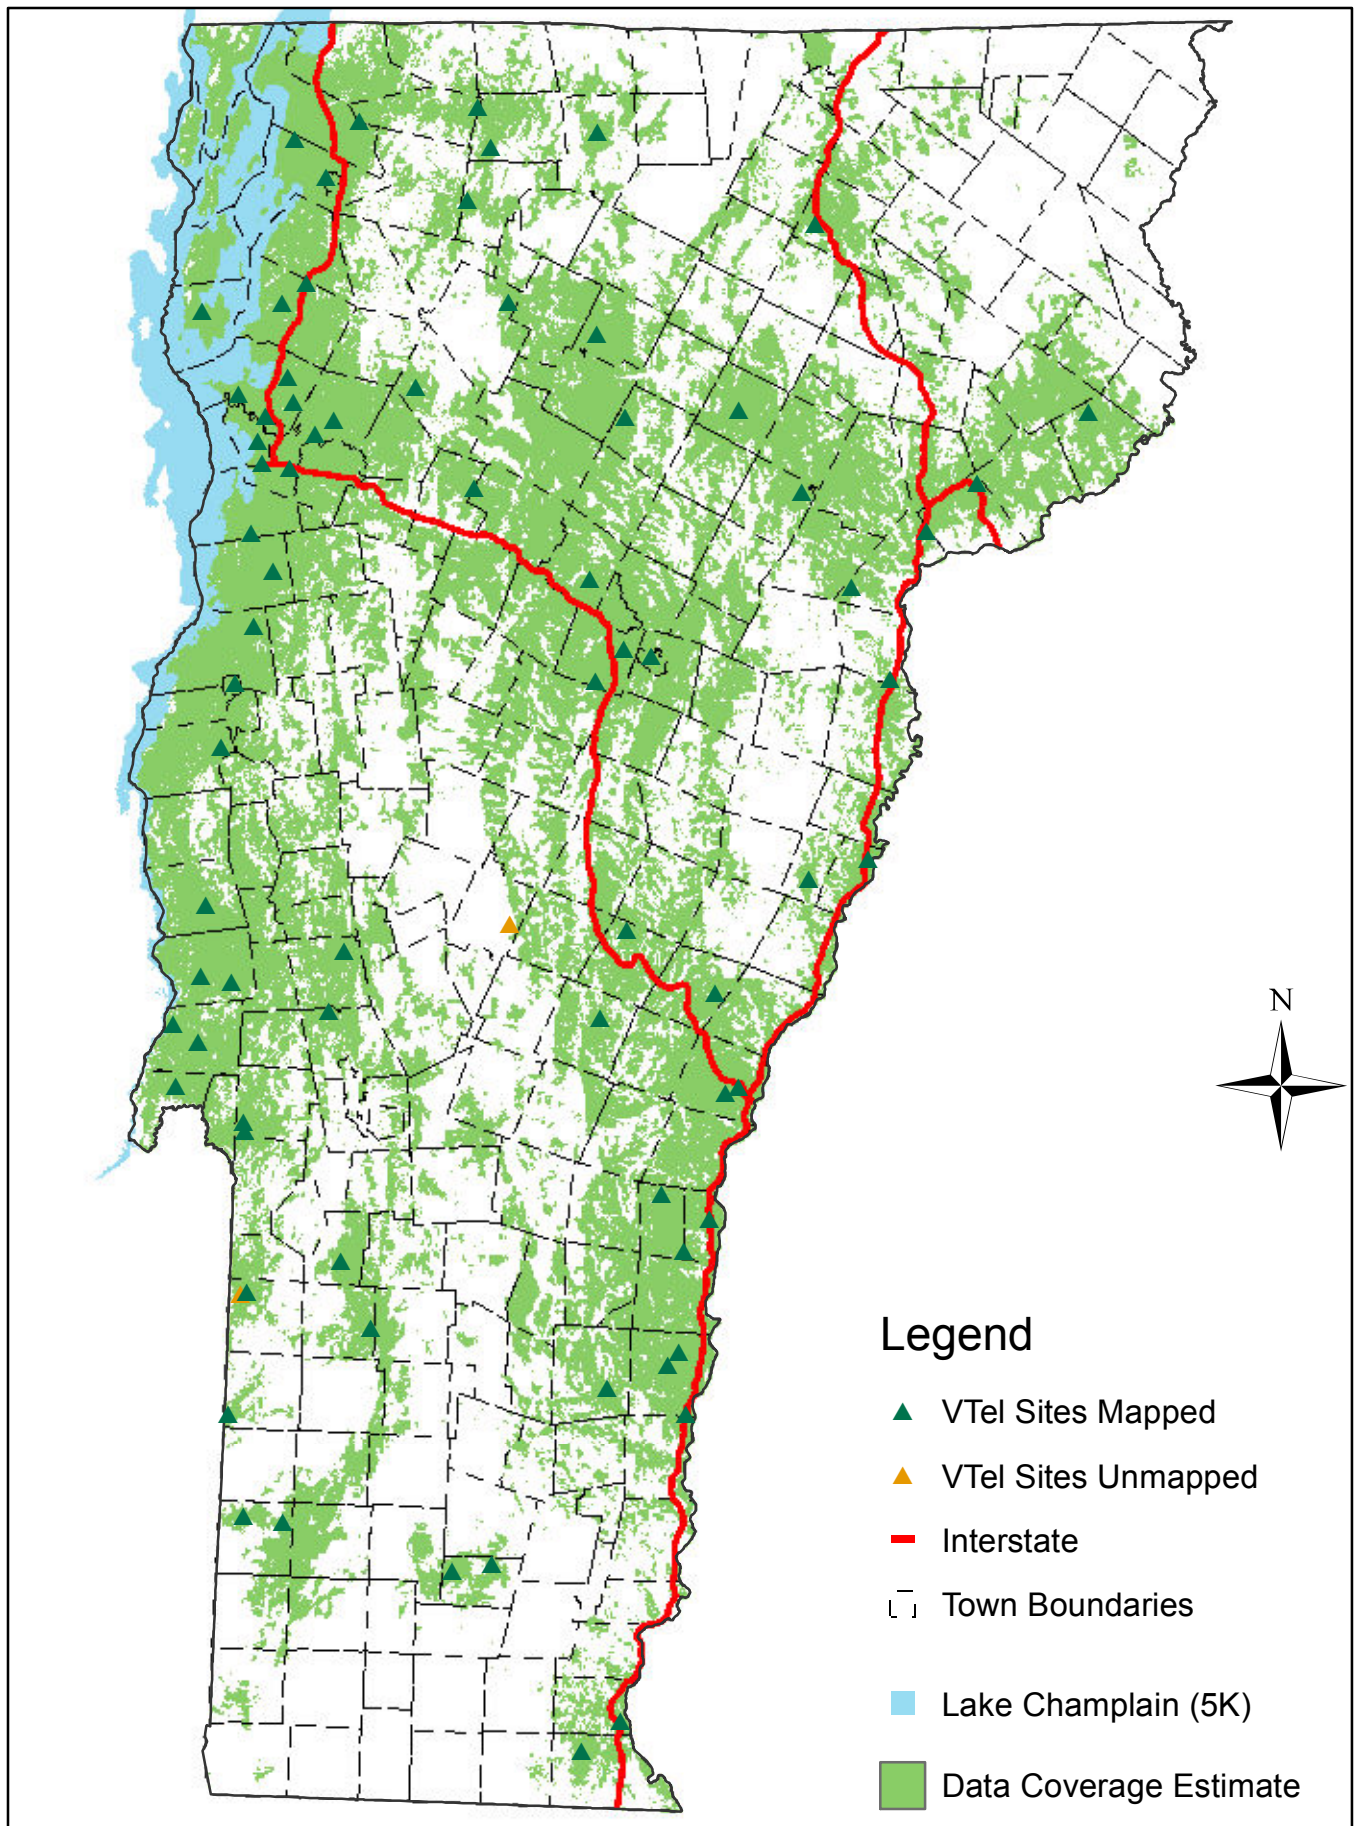 N
Legend
VTel Sites Mapped
VTel Sites Unmapped
Interstate
Town Boundaries
Lake Champlain (5K)
Data Coverage Estimate